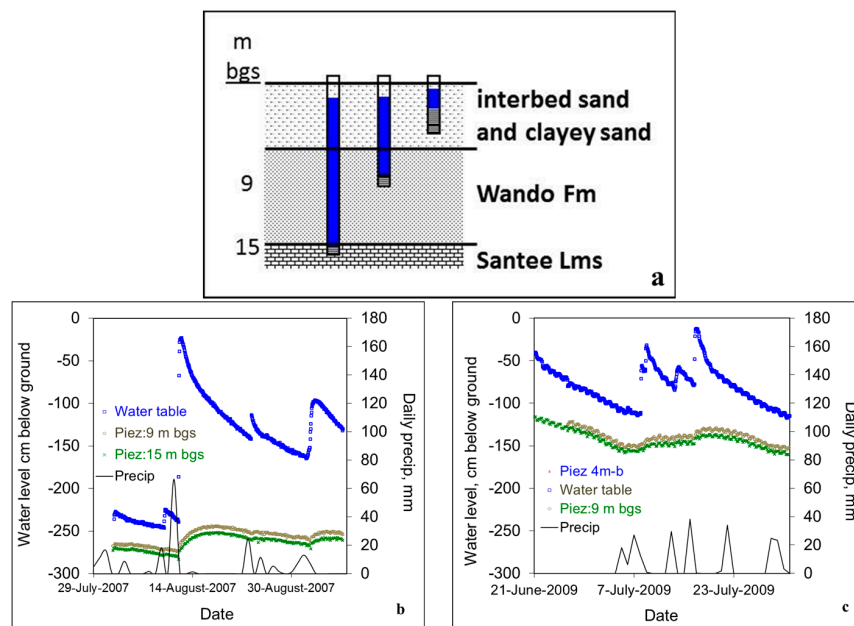 m
bgs
interbed sand
and clayey sand
9
Wando Fm
15
Santee Lms
a
0
-50
-100
-150
-200
-250
-300
Water level cm below ground
180
160
140
120
100
80
60
40
20
0
Daily precip, mm
Water table
Piez:9 m bgs
Piez:15 m bgs
Precip
29-July-2007
14-August-2007
30-August-2007
Date
b
0
-50
-100
-150
-200
-250
-300
Water level, cm below ground
180
160
140
120
100
80
60
40
20
0
Daily precip, mm
Piez 4m-b
Water table
Piez:9 m bgs
Precip
21-June-2009
7-July-2009
23-July-2009
Date
c